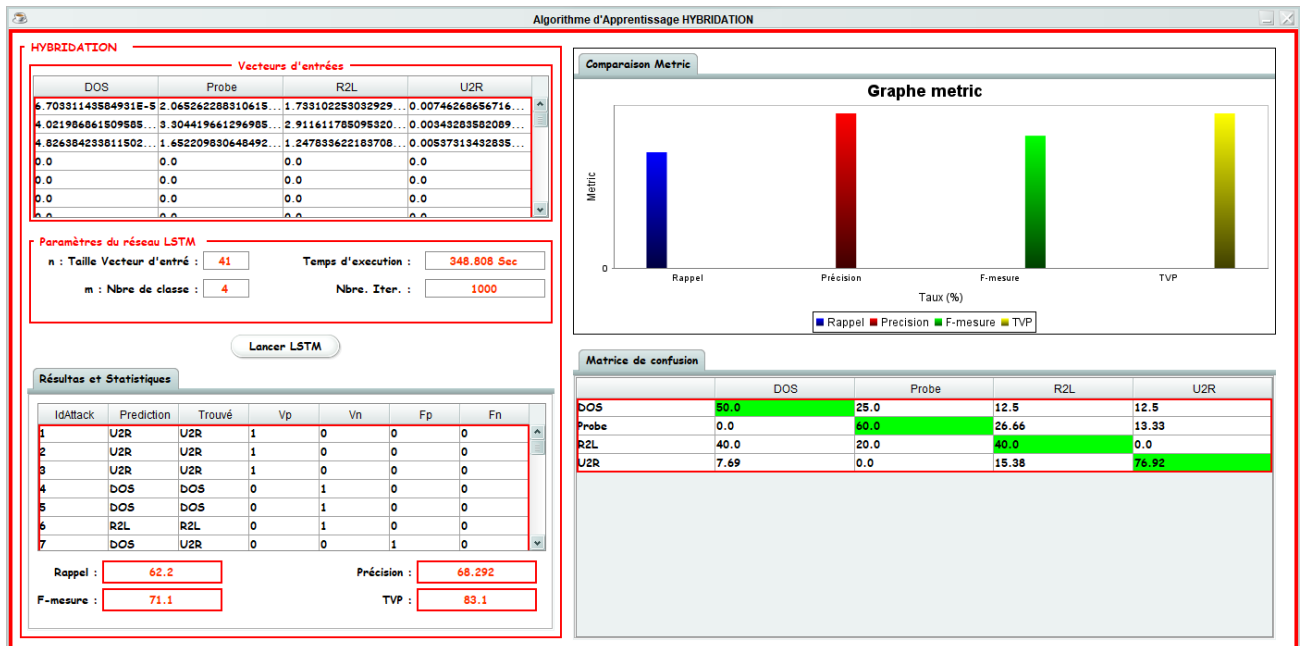 Algorithme d'Apprentissage HYBRIDATION
HYBRIDATION
Vecteurs d'entrées
DOS Probe R2L U2R
6.70331143584931E-5 2.065262288310615... 1.733102253032929... 0.00746268656716...
4.021986861509585... 3.304419661296985... 2.911611785095320... 0.00343283582089...
4.826384233811502... 1.652209830648492... 1.247833622183708... 0.00537313432835...
0.0 0.0 0.0 0.0
0.0 0.0 0.0 0.0
0.0 0.0 0.0 0.0
0.0 0.0 0.0 0.0
Paramètres du réseau LSTM
n : Taille Vecteur d'entré : 41 Temps d'execution : 348.808 Sec
m : Nbre de classe : 4 Nbre. Iter. : 1000
Lancer LSTM
Résultas et Statistiques
IdAttack Prediction Trouvé Vp Vn Fp Fn
1 U2R U2R 1 0 0 0
2 U2R U2R 1 0 0 0
3 U2R U2R 1 0 0 0
4 DOS DOS 0 1 0 0
5 DOS DOS 0 1 0 0
6 R2L R2L 0 1 0 0
7 DOS U2R 0 0 1 0
Rappel : 62.2 Précision : 68.292
F-mesure : 71.1 TVP : 83.1
Comparaison Metric
Graphe metric
Metric
0
Rappel Précision F-mesure TVP
Taux (%)
Rappel Precision F-mesure TVP
Matrice de confusion
DOS Probe R2L U2R
DOS 50.0 25.0 12.5 12.5
Probe 0.0 60.0 26.66 13.33
R2L 40.0 20.0 40.0 0.0
U2R 7.69 0.0 15.38 76.92